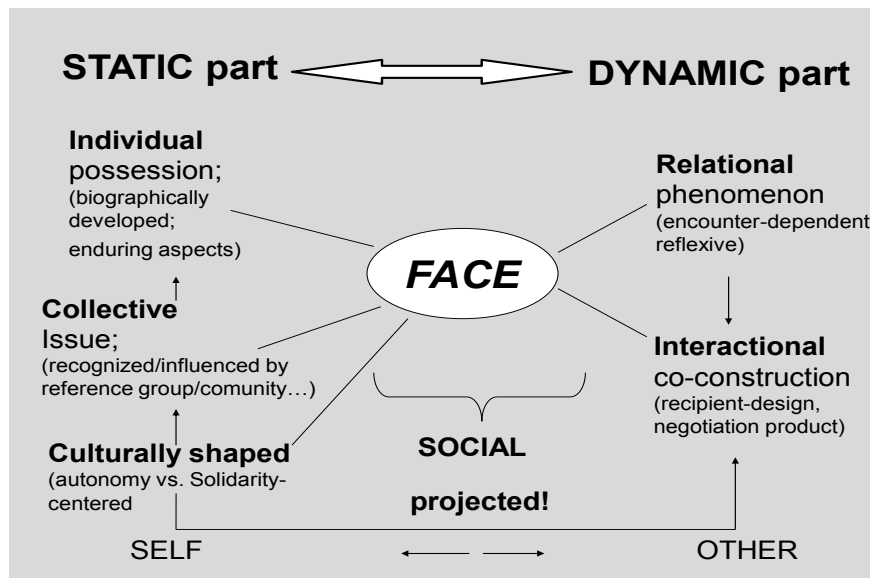 STATIC part
DYNAMIC part
Individual
possession;
(biographically
developed;
enduring aspects)
Collective
Issue;
(recognized/influenced by
reference group/comunity…)
Culturally shaped
(autonomy vs. Solidarity-
centered
FACE
SOCIAL
projected!
Relational
phenomenon
(encounter-dependent
reflexive)
Interactional
co-construction
(recipient-design,
negotiation product)
SELF
OTHER